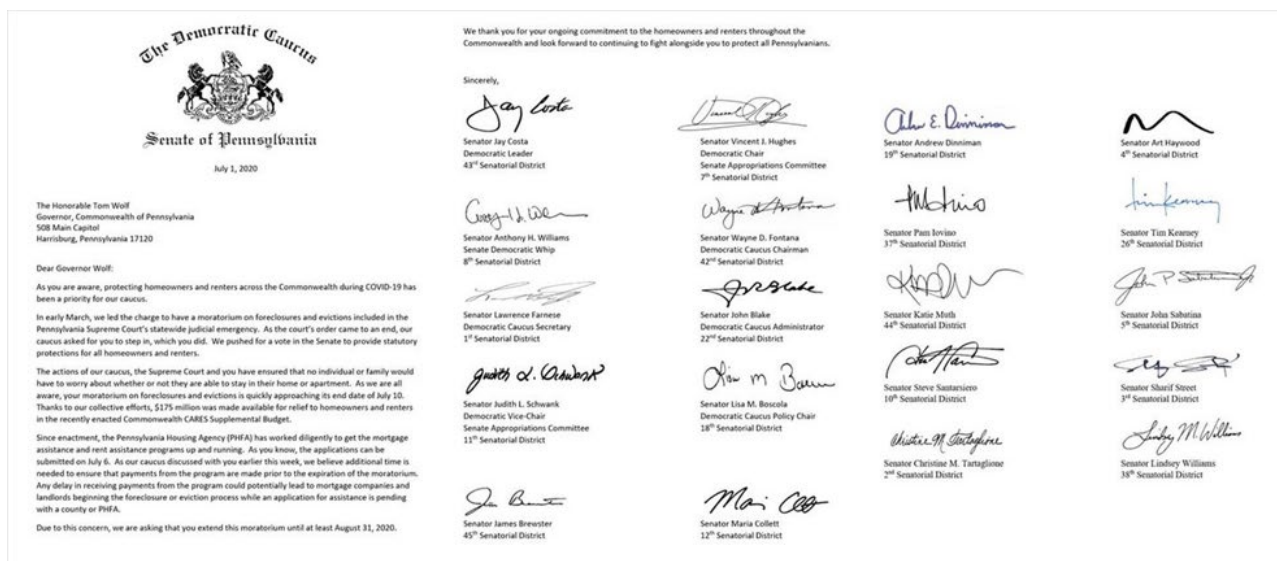 The Democratic Caucus
Senate of Pennsylvania
July 1, 2020
The Honorable Tom Wolf
Governor, Commonwealth of Pennsylvania
508 Main Capitol
Harrisburg, Pennsylvania 17120
Dear Governor Wolf:
As you are aware, protecting homeowners and renters across the Commonwealth during COVID-19 has
been a priority for our caucus.
In early March, we led the charge to have a moratorium on foreclosures and evictions included in the
Pennsylvania Supreme Court's statewide judicial emergency. As the court's order came to an end, our
caucus asked for you to step in, which you did. We pushed for a vote in the Senate to provide statutory
protections for all homeowners and renters.
The actions of our caucus, the Supreme Court and you have ensured that no individual or family would
have to worry about whether or not they are able to stay in their home or apartment. As we are all
aware, your moratorium on foreclosures and evictions is quickly approaching its end date of July 10.
Thanks to our collective efforts, $175 million was made available for relief to homeowners and renters
in the recently enacted Commonwealth CARES Supplemental Budget.
Since enactment, the Pennsylvania Housing Agency (PHFA) has worked diligently to get the mortgage
assistance and rent assistance programs up and running. As you know, the applications can be
submitted on July 6. As our caucus discussed with you earlier this week, we believe additional time is
needed to ensure that payments from the program are made prior to the expiration of the moratorium.
Any delay in receiving payments from the program could potentially lead to mortgage companies and
landlords beginning the foreclosure or eviction process while an application for assistance is pending
with a county or PHFA.
Due to this concern, we are asking that you extend this moratorium until at least August 31, 2020.
We thank you for your ongoing commitment to the homeowners and renters throughout the
Commonwealth and look forward to continuing to fight alongside you to protect all Pennsylvanians.
Sincerely,
Jay Costa
Senator Jay Costa
Democratic Leader
43rd Senatorial District
Senator Vincent J. Hughes
Democratic Chair
Senate Appropriations Committee
7th Senatorial District
Andrew E. Dinniman
Senator Andrew Dinniman
19th Senatorial District
Senator Art Haywood
4th Senatorial District
Senator Anthony H. Williams
Senate Democratic Whip
8th Senatorial District
Wayne D. Fontana
Senator Wayne D. Fontana
Democratic Caucus Chairman
42nd Senatorial District
Senator Pam Iovino
37th Senatorial District
Tim Kearney
Senator Tim Kearney
26th Senatorial District
Senator Lawrence Farnese
Democratic Caucus Secretary
1st Senatorial District
Senator John Blake
Democratic Caucus Administrator
22nd Senatorial District
Senator Katie Muth
44th Senatorial District
John P Sabatina Jr
Senator John Sabatina
5th Senatorial District
Judith L. Schwank
Senator Judith L. Schwank
Democratic Vice-Chair
Senate Appropriations Committee
11th Senatorial District
Senator Lisa M. Boscola
Democratic Caucus Policy Chair
18th Senatorial District
Senator Steve Santarsiero
10th Senatorial District
Senator Sharif Street
3rd Senatorial District
Christine M Tartaglione
Senator Christine M. Tartaglione
2nd Senatorial District
Lindsey M. Williams
Senator Lindsey Williams
38th Senatorial District
Senator James Brewster
45th Senatorial District
Senator Maria Collett
12th Senatorial District